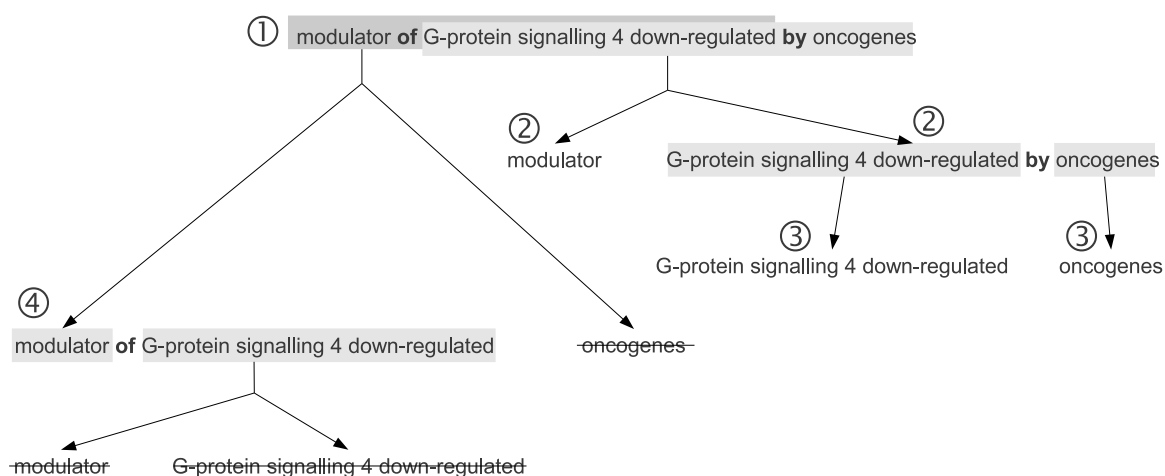 ① modulator of G-protein signalling 4 down-regulated by oncogenes
② modulator
② G-protein signalling 4 down-regulated by oncogenes
③ G-protein signalling 4 down-regulated
③ oncogenes
④ modulator of G-protein signalling 4 down-regulated
oncogenes
modulator
G-protein signalling 4 down-regulated